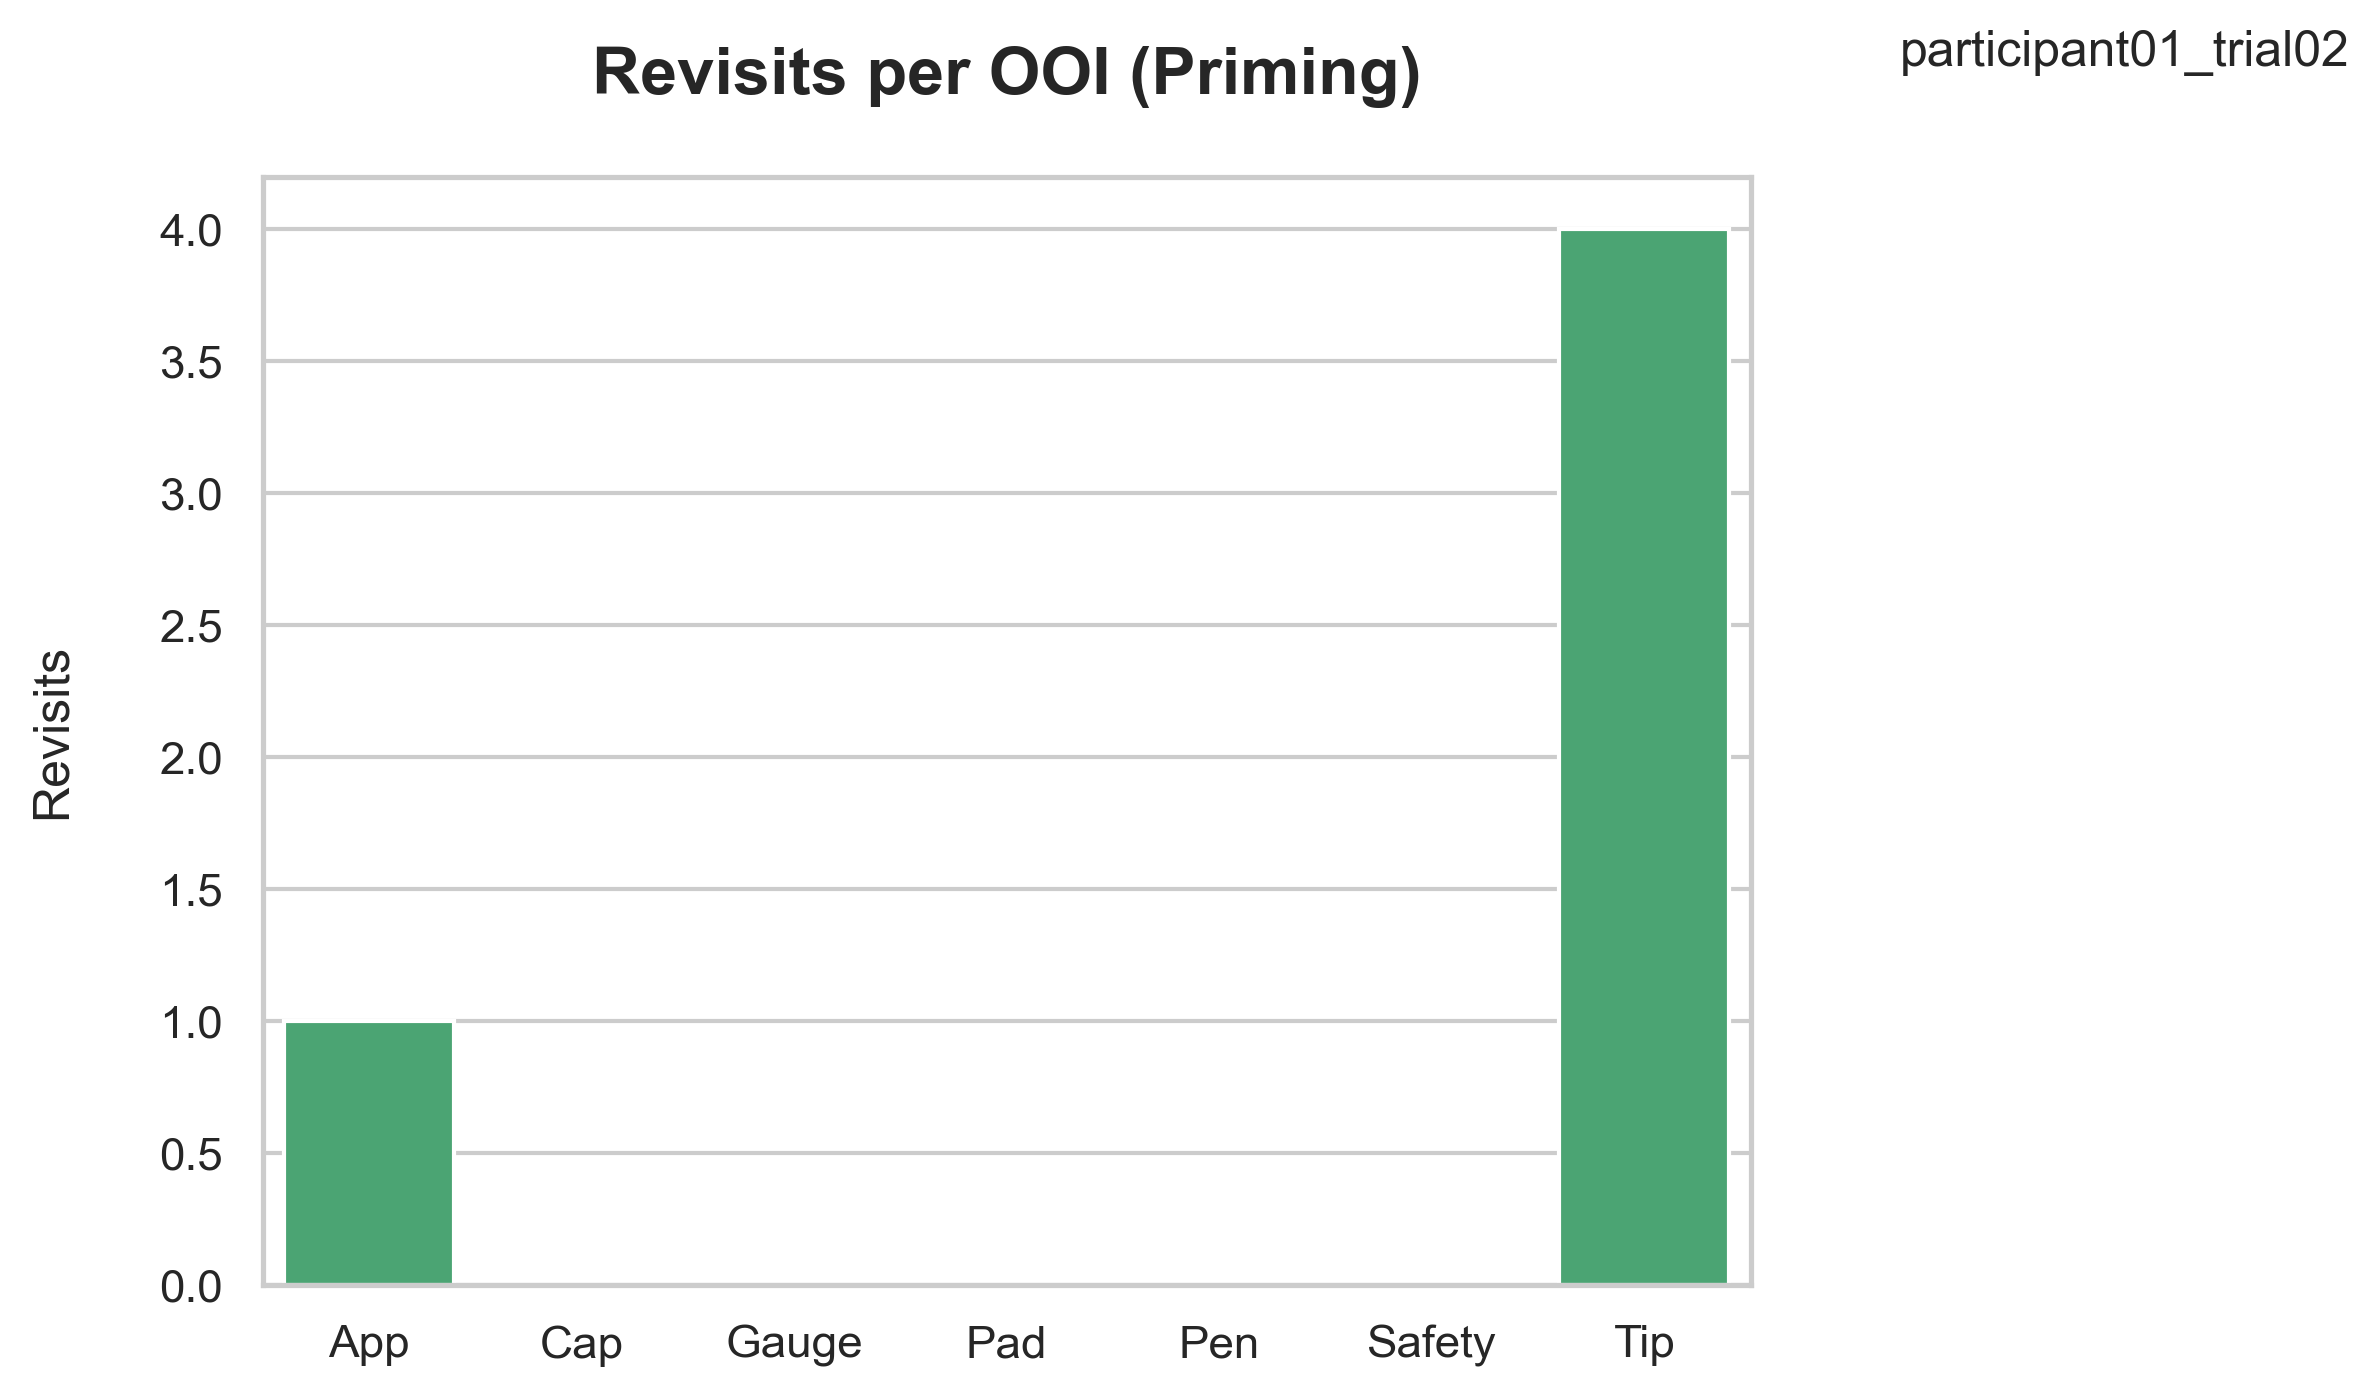 participant01_trial02
Revisits per OOI (Priming)
Revisits
4.0
3.5
3.0
2.5
2.0
1.5
1.0
0.5
0.0
App Cap Gauge Pad Pen Safety Tip